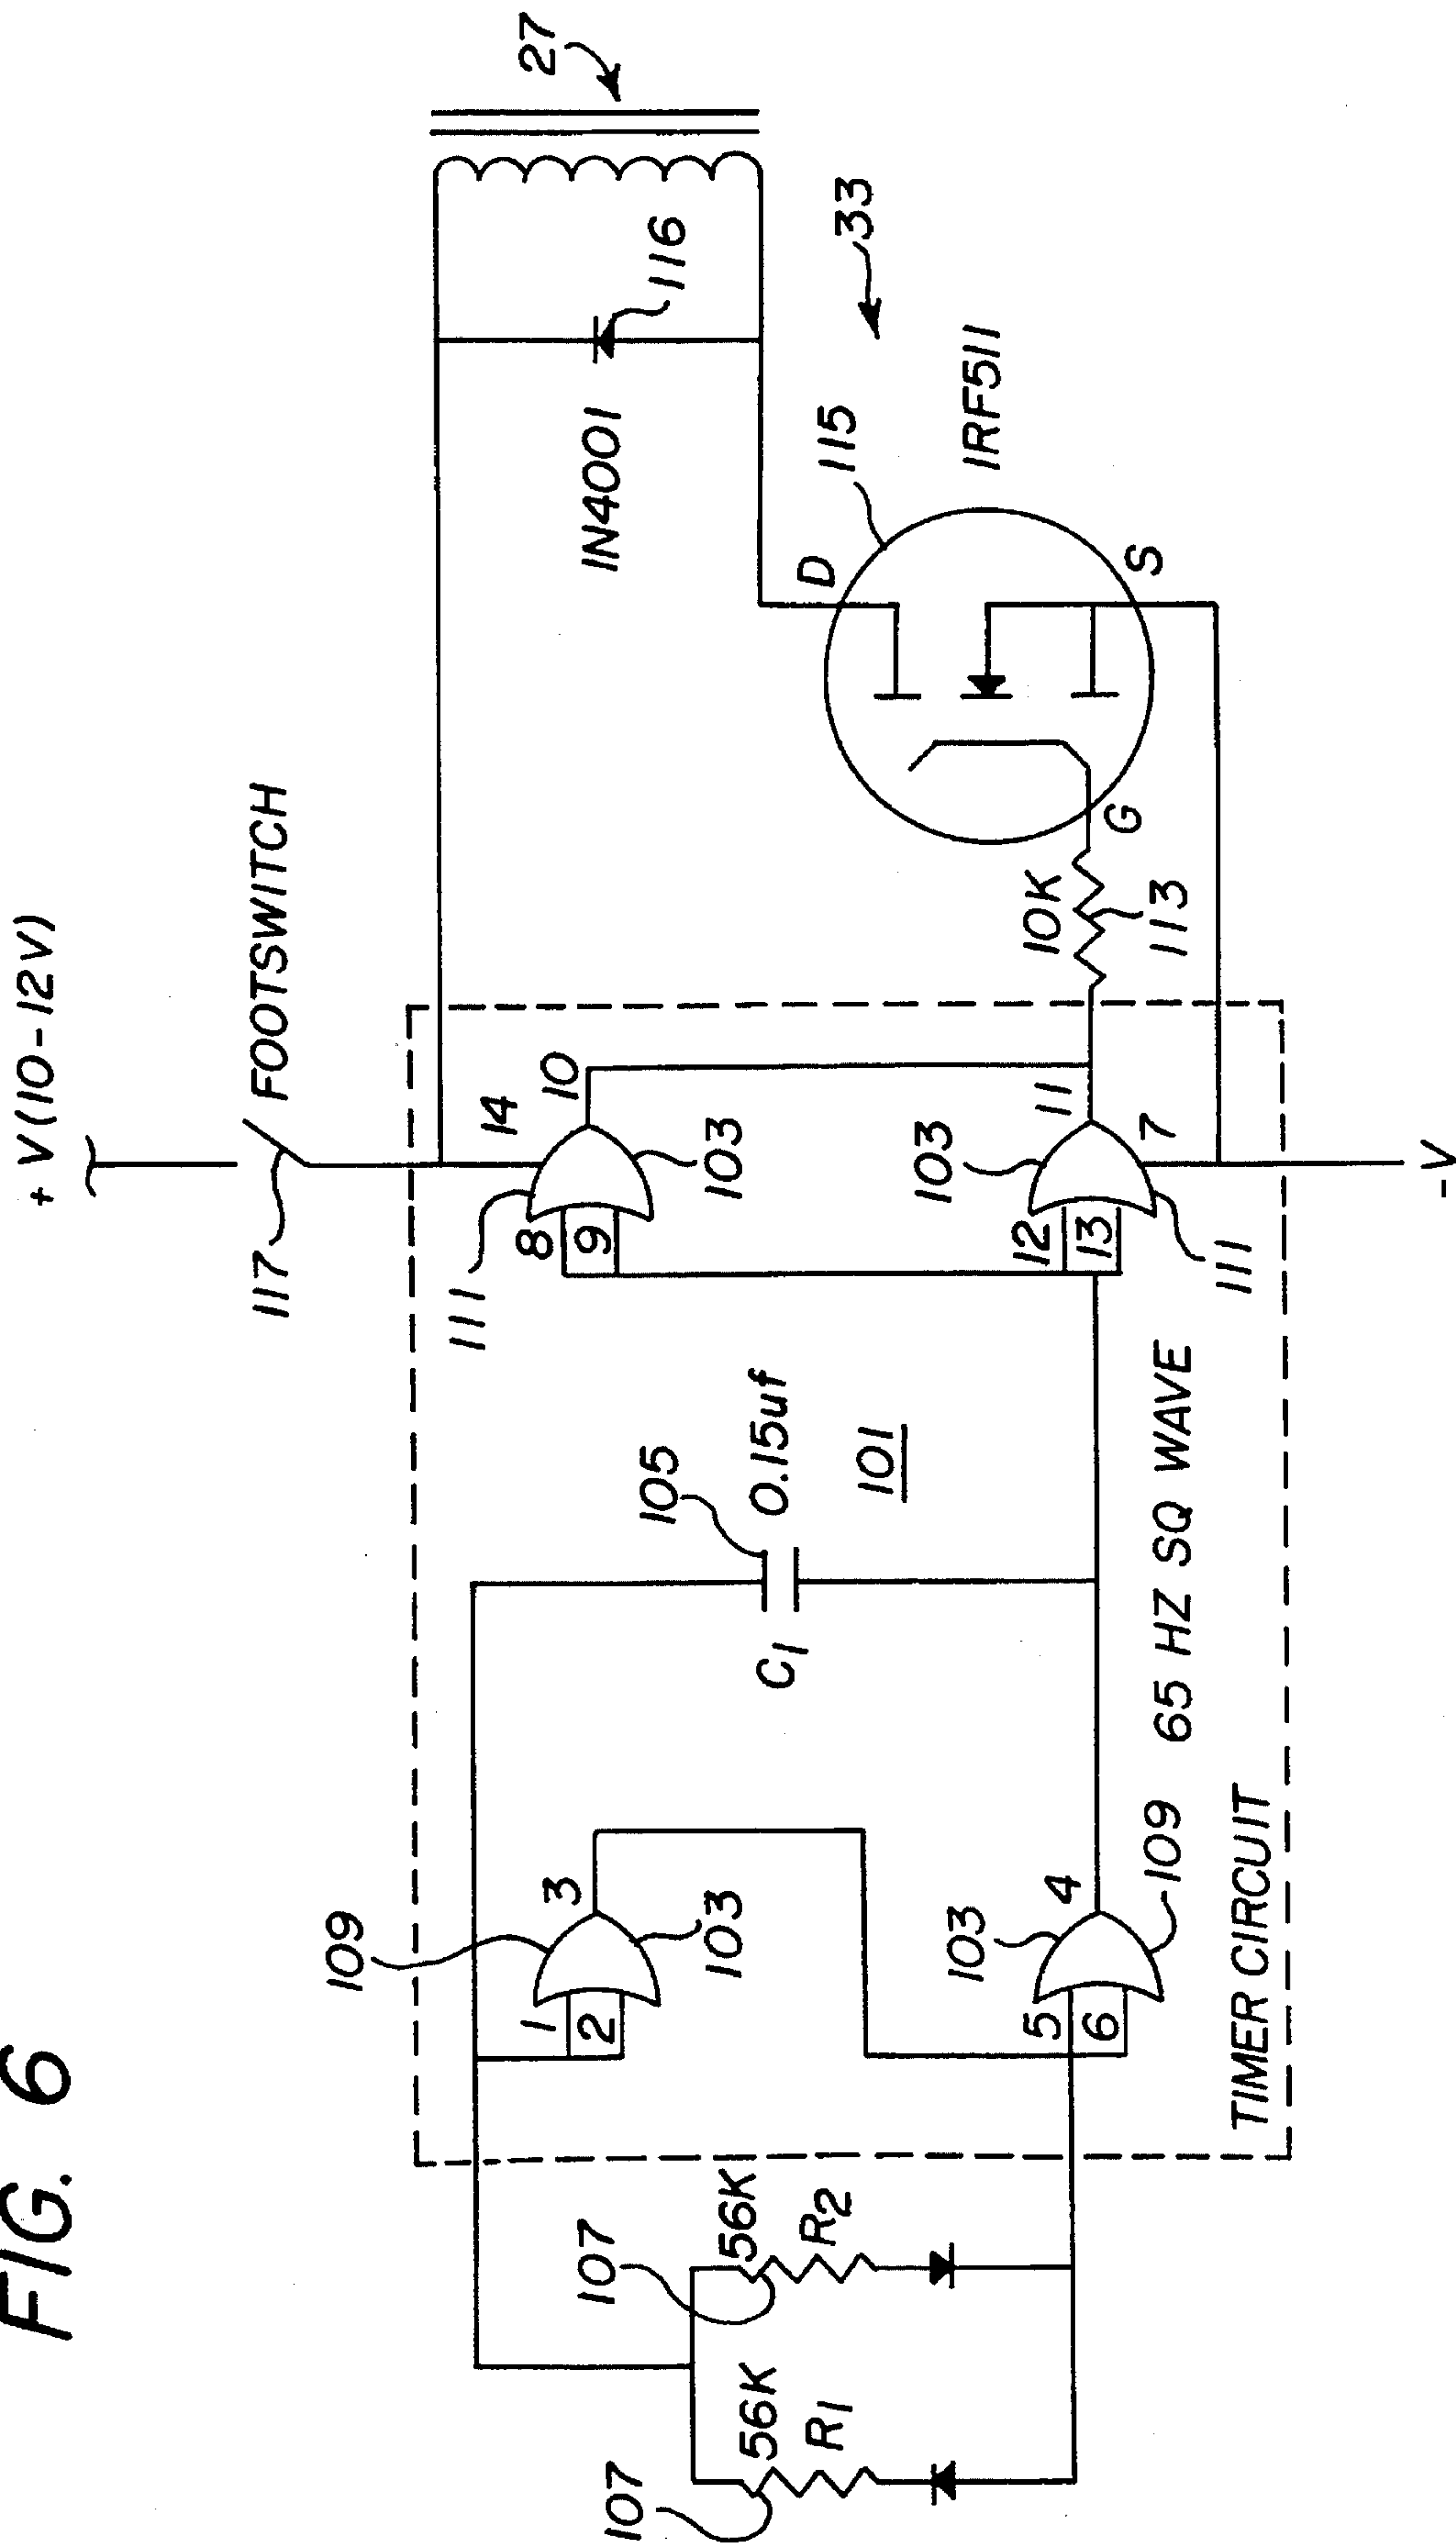 FIG. 6
+V(10-12V)
117
FOOTSWITCH
27
109
111
14
10
8
9
103
1
2
3
103
IN4001
116
107
105
C1
0.15uf
56K
R2
107
56K
R1
101
103
5
6
4
109
103
12
13
11
7
111
10K
113
D
115
G
S
33
IRF511
65 HZ SQ WAVE
TIMER CIRCUIT
-V